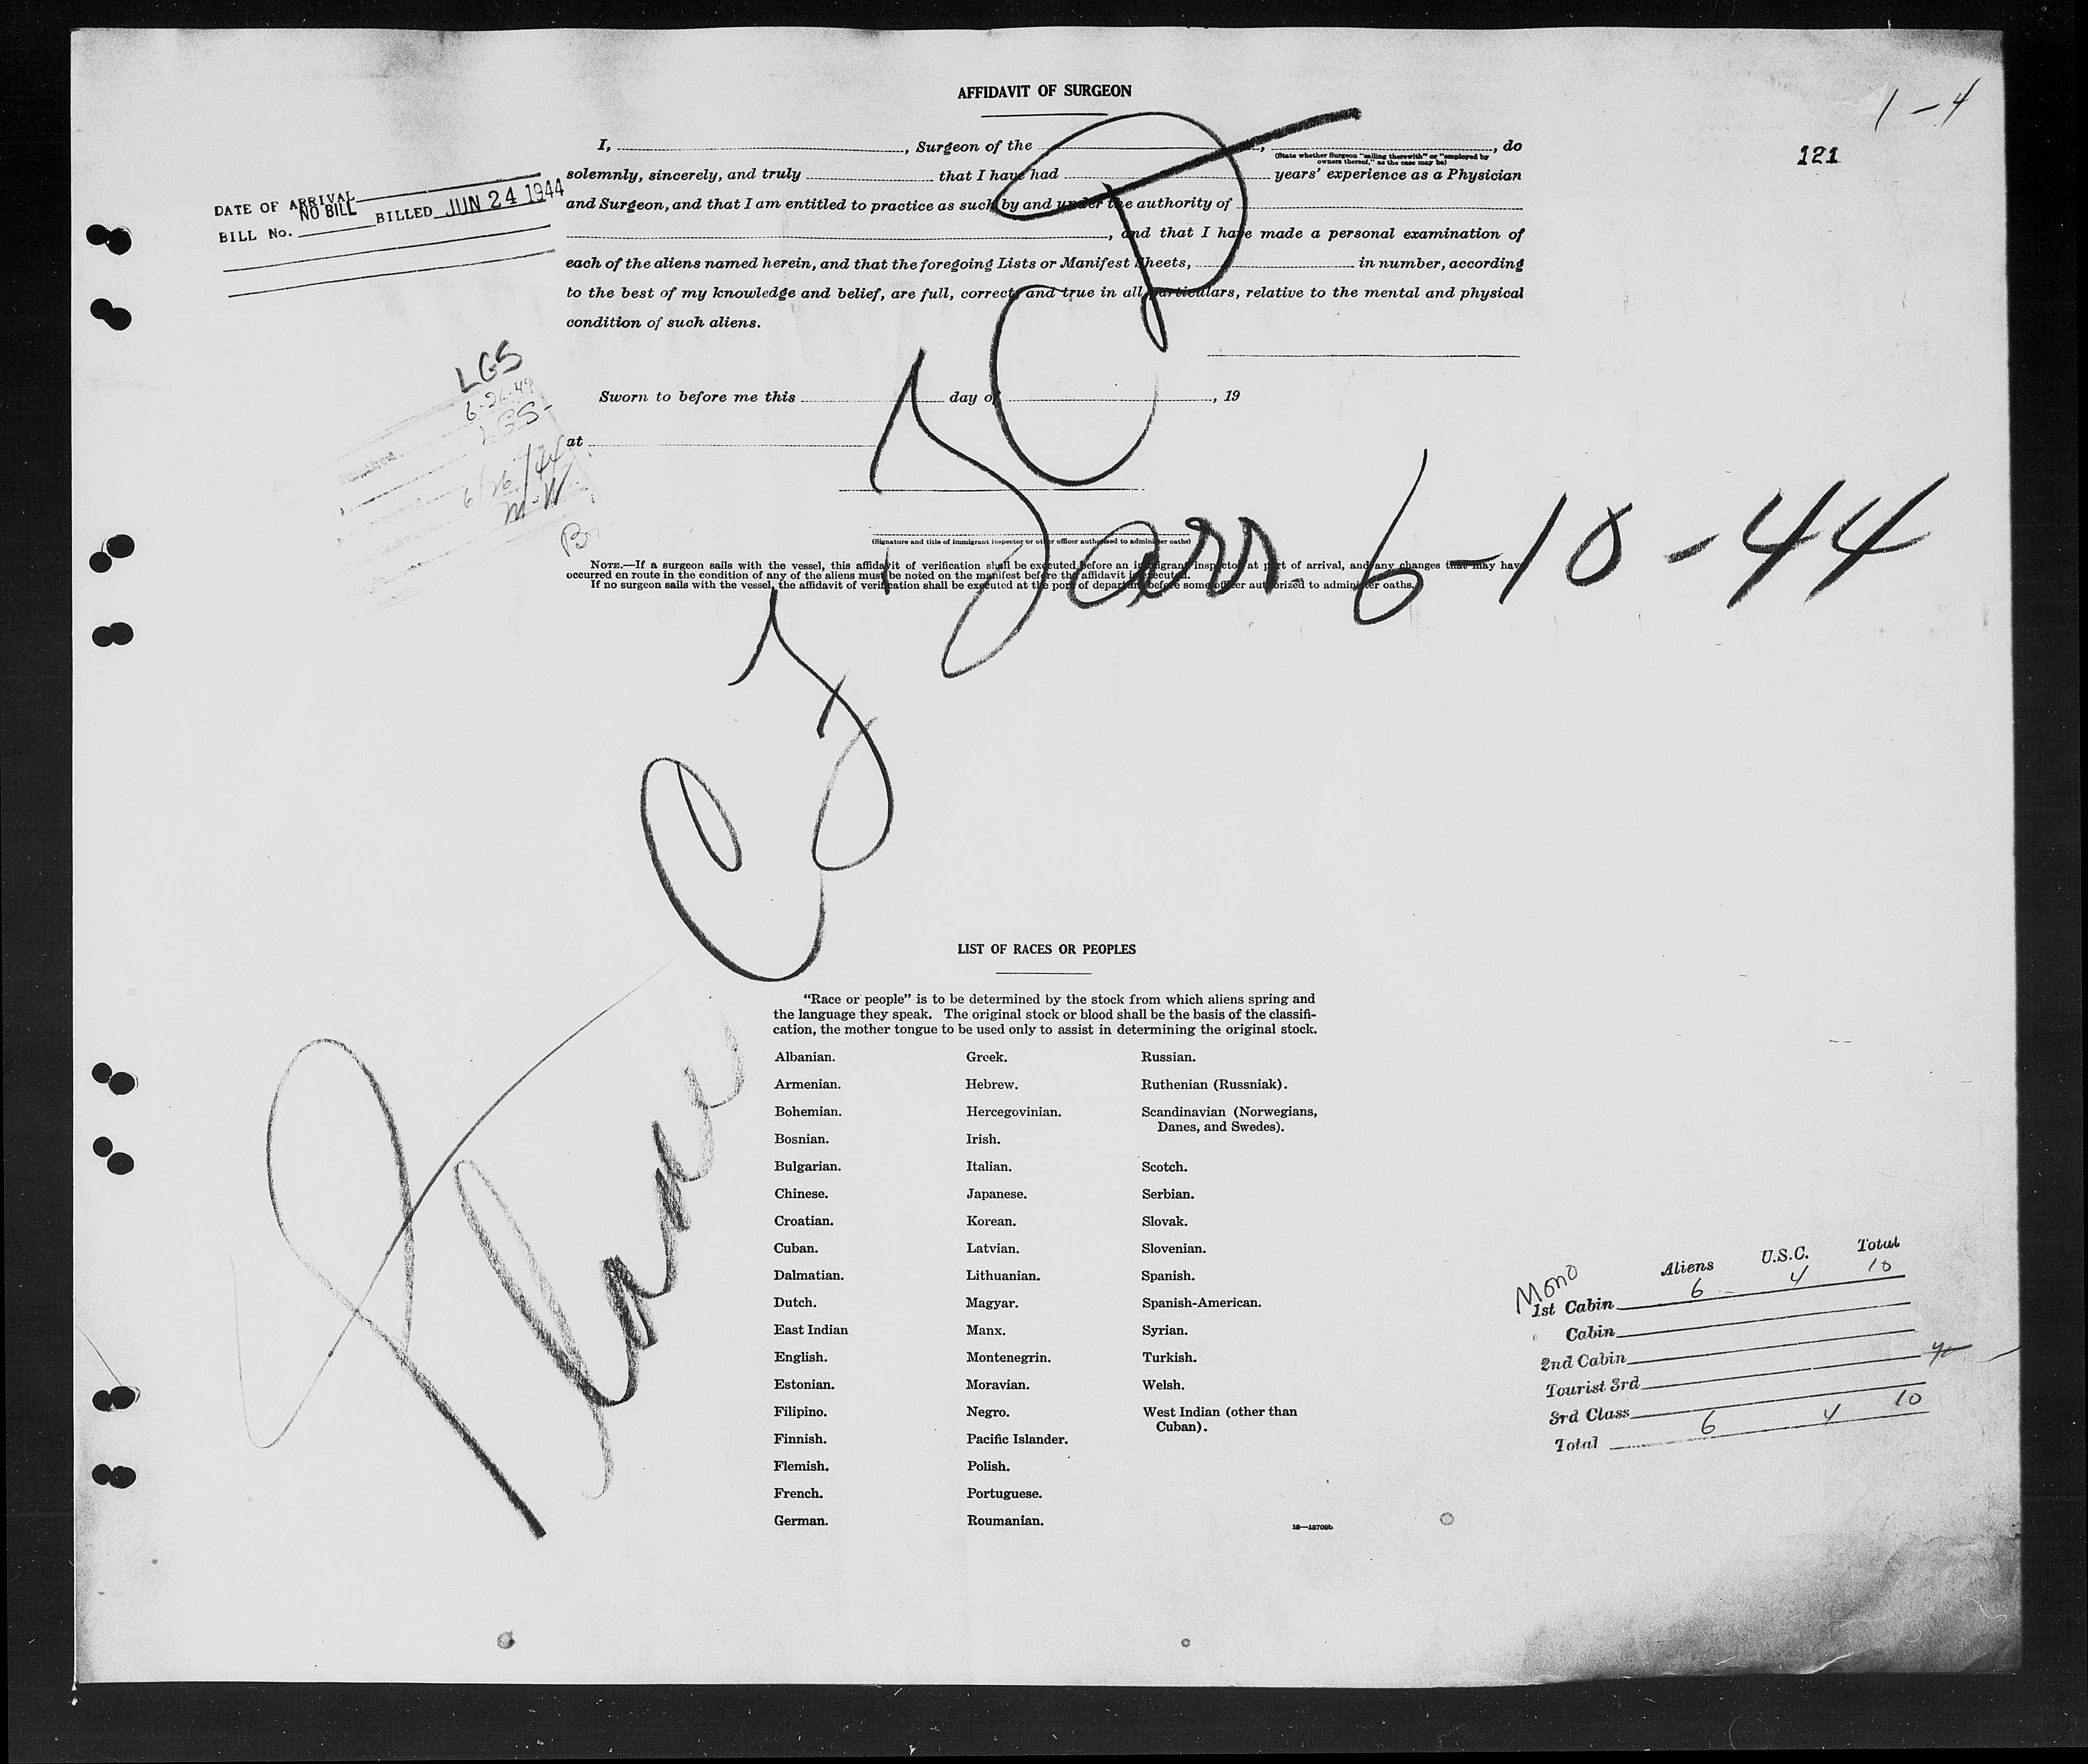 AFFIDAVIT OF SURGEON
1-4
121
I, , Surgeon of the , , do
(State whether Surgeon "sailing therewith" or "employed by
owners thereof," as the case may be)
solemnly, sincerely, and truly that I have had years' experience as a Physician
and Surgeon, and that I am entitled to practice as such by and under the authority of
, and that I have made a personal examination of
each of the aliens named herein, and that the foregoing Lists or Manifest Sheets, in number, according
to the best of my knowledge and belief, are full, correct, and true in all particulars, relative to the mental and physical
condition of such aliens.
DATE OF ARRIVAL
NO BILL
BILL No. BILLED JUN 24 1944
LGS
6-26-44
LGS-
6/26/44
M-W
Sworn to before me this day of , 19
at
(Signature and title of immigrant inspector or other officer authorized to administer oaths)
NOTE.—If a surgeon sails with the vessel, this affidavit of verification shall be executed before an immigrant inspector at port of arrival, and any changes that may have
occurred en route in the condition of any of the aliens must be noted on the manifest before the affidavit is executed.
If no surgeon sails with the vessel, the affidavit of verification shall be executed at the port of departure before some officer authorized to administer oaths.
arr. 6-10-44
Plane
LIST OF RACES OR PEOPLES
"Race or people" is to be determined by the stock from which aliens spring and
the language they speak. The original stock or blood shall be the basis of the classifi-
cation, the mother tongue to be used only to assist in determining the original stock.
Albanian. Greek. Russian.
Armenian. Hebrew. Ruthenian (Russniak).
Bohemian. Hercegovinian. Scandinavian (Norwegians,
Danes, and Swedes).
Bosnian. Irish.
Bulgarian. Italian. Scotch.
Chinese. Japanese. Serbian.
Croatian. Korean. Slovak.
Cuban. Latvian. Slovenian.
Dalmatian. Lithuanian. Spanish.
Dutch. Magyar. Spanish-American.
East Indian Manx. Syrian.
English. Montenegrin. Turkish.
Estonian. Moravian. Welsh.
Filipino. Negro. West Indian (other than
Cuban).
Finnish. Pacific Islander.
Flemish. Polish.
French. Portuguese.
German. Roumanian.
16—18709b
Mono
Aliens U.S.C. Total
1st Cabin 6 4 10
Cabin
2nd Cabin
Tourist 3rd
3rd Class
Total 6 4 10